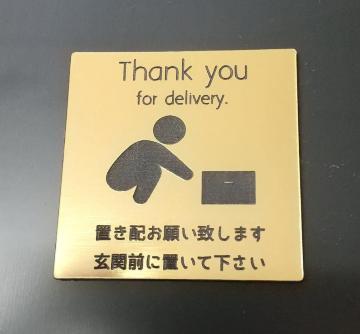 Thank you
for delivery.
置き配お願い致します
玄関前に置いて下さい